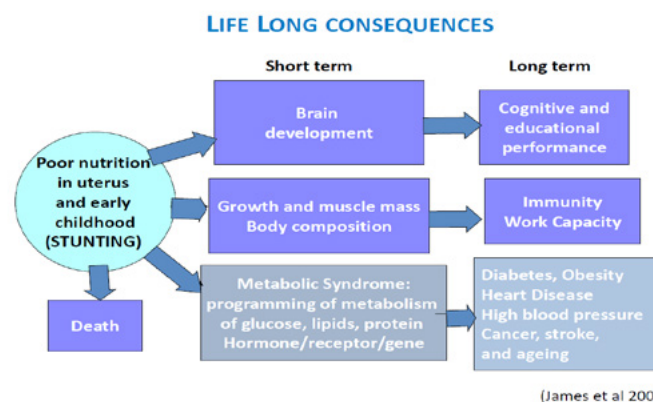 LIFE LONG CONSEQUENCES
Short term
Long term
Poor nutrition
in uterus
and early
childhood
(STUNTING)
Brain
development
Cognitive and
educational
performance
Growth and muscle mass
Body composition
Immunity
Work Capacity
Metabolic Syndrome:
programming of metabolism
of glucose, lipids, protein
Hormone/receptor/gene
Diabetes, Obesity
Heart Disease
High blood pressure
Cancer, stroke,
and ageing
Death
(James et al 200